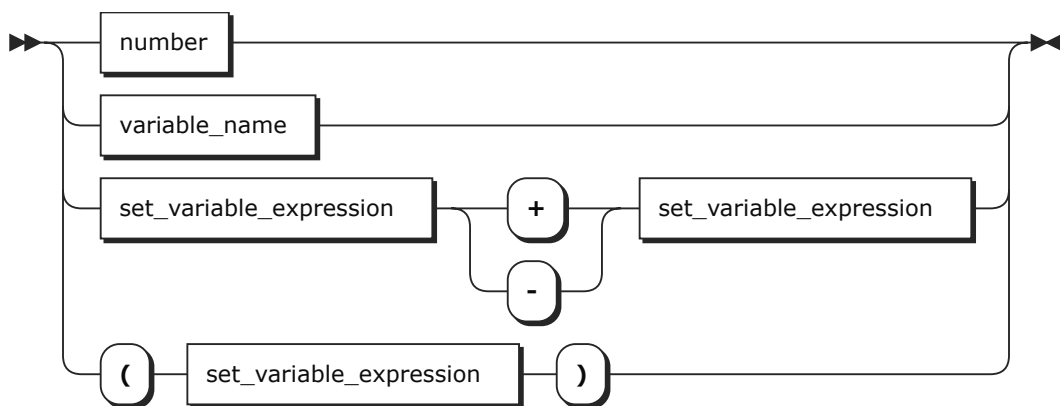 number
variable_name
set_variable_expression + set_variable_expression
-
( set_variable_expression )